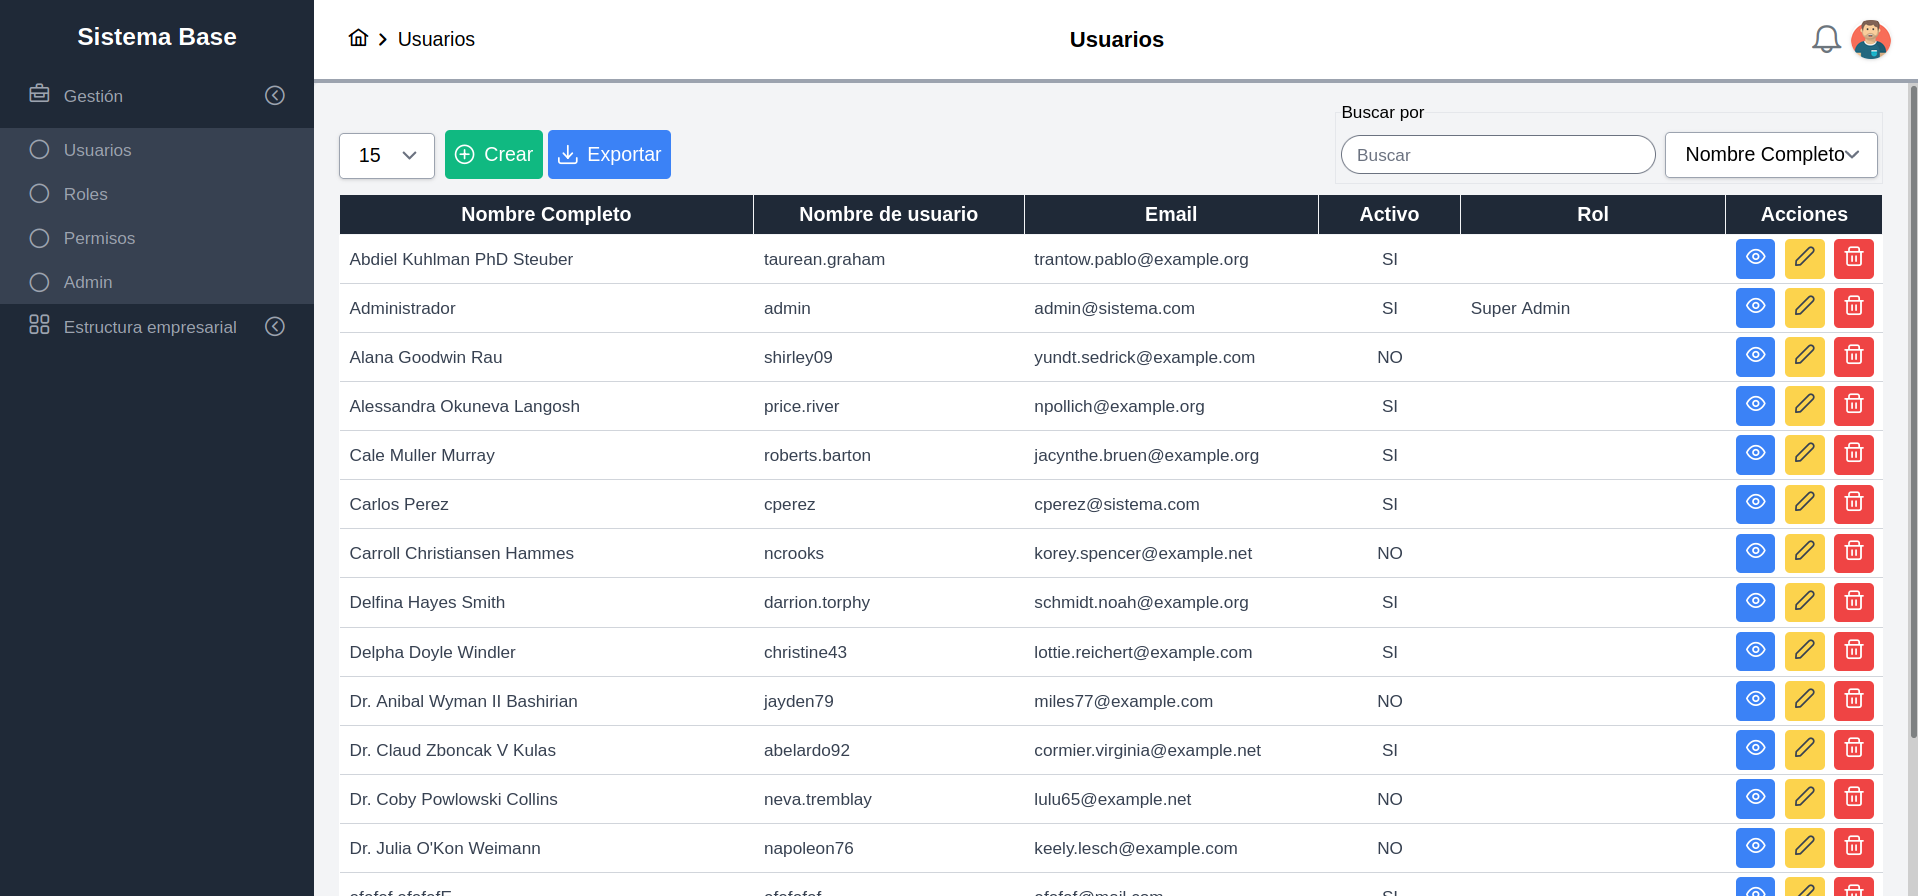 Sistema Base
Gestión
Usuarios
Roles
Permisos
Admin
Estructura empresarial
Usuarios
Usuarios
15
Crear
Exportar
Buscar por
Buscar
Nombre Completo
Nombre Completo Nombre de usuario Email Activo Rol Acciones
Abdiel Kuhlman PhD Steuber taurean.graham trantow.pablo@example.org SI
Administrador admin admin@sistema.com SI Super Admin
Alana Goodwin Rau shirley09 yundt.sedrick@example.com NO
Alessandra Okuneva Langosh price.river npollich@example.org SI
Cale Muller Murray roberts.barton jacynthe.bruen@example.org SI
Carlos Perez cperez cperez@sistema.com SI
Carroll Christiansen Hammes ncrooks korey.spencer@example.net NO
Delfina Hayes Smith darrion.torphy schmidt.noah@example.org SI
Delpha Doyle Windler christine43 lottie.reichert@example.com SI
Dr. Anibal Wyman II Bashirian jayden79 miles77@example.com NO
Dr. Claud Zboncak V Kulas abelardo92 cormier.virginia@example.net SI
Dr. Coby Powlowski Collins neva.tremblay lulu65@example.net NO
Dr. Julia O'Kon Weimann napoleon76 keely.lesch@example.com NO
SI